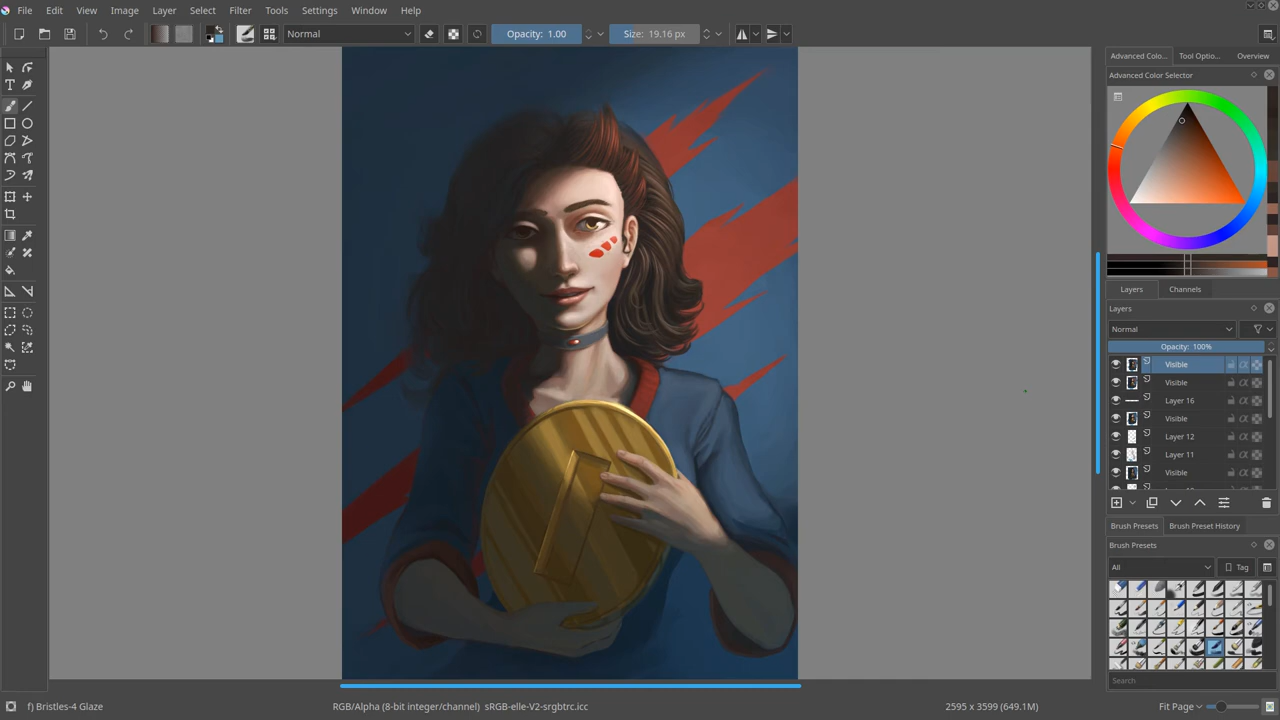 File Edit View Image Layer Select Filter Tools Settings Window Help
Normal Opacity: 1.00 Size: 19.16 px
Advanced Colo... Tool Optio... Overview
Advanced Color Selector
Layers Channels
Layers
Normal
Opacity: 100%
Visible
Visible
Layer 16
Visible
Layer 12
Layer 11
Visible
Brush Presets Brush Preset History
Brush Presets
All Tag
Search
f) Bristles-4 Glaze RGB/Alpha (8-bit integer/channel) sRGB-elle-V2-srgbtrc.icc 2595 x 3599 (649.1M) Fit Page